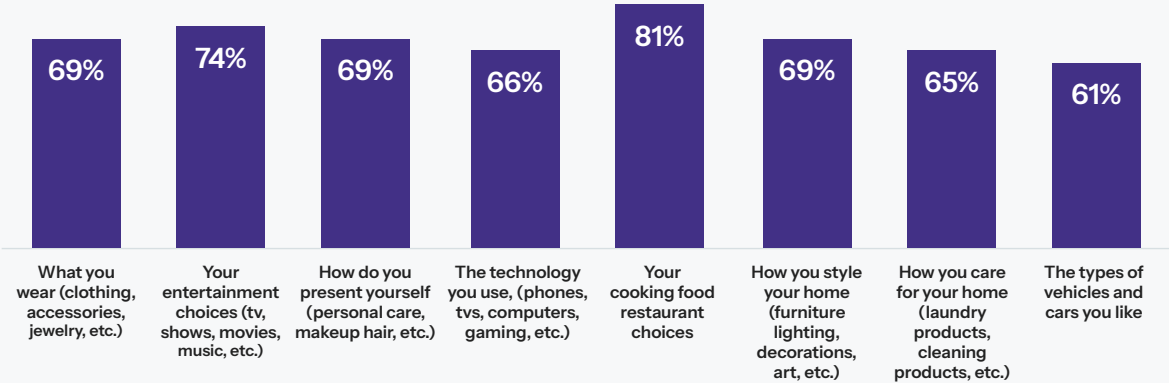 69%
74%
69%
66%
81%
69%
65%
61%
What you
wear (clothing,
accessories,
jewelry, etc.)
Your
entertainment
choices (tv,
shows, movies,
music, etc.)
How do you
present yourself
(personal care,
makeup hair, etc.)
The technology
you use, (phones,
tvs, computers,
gaming, etc.)
Your
cooking food
restaurant
choices
How you style
your home
(furniture
lighting,
decorations,
art, etc.)
How you care
for your home
(laundry
products,
cleaning
products, etc.)
The types of
vehicles and
cars you like